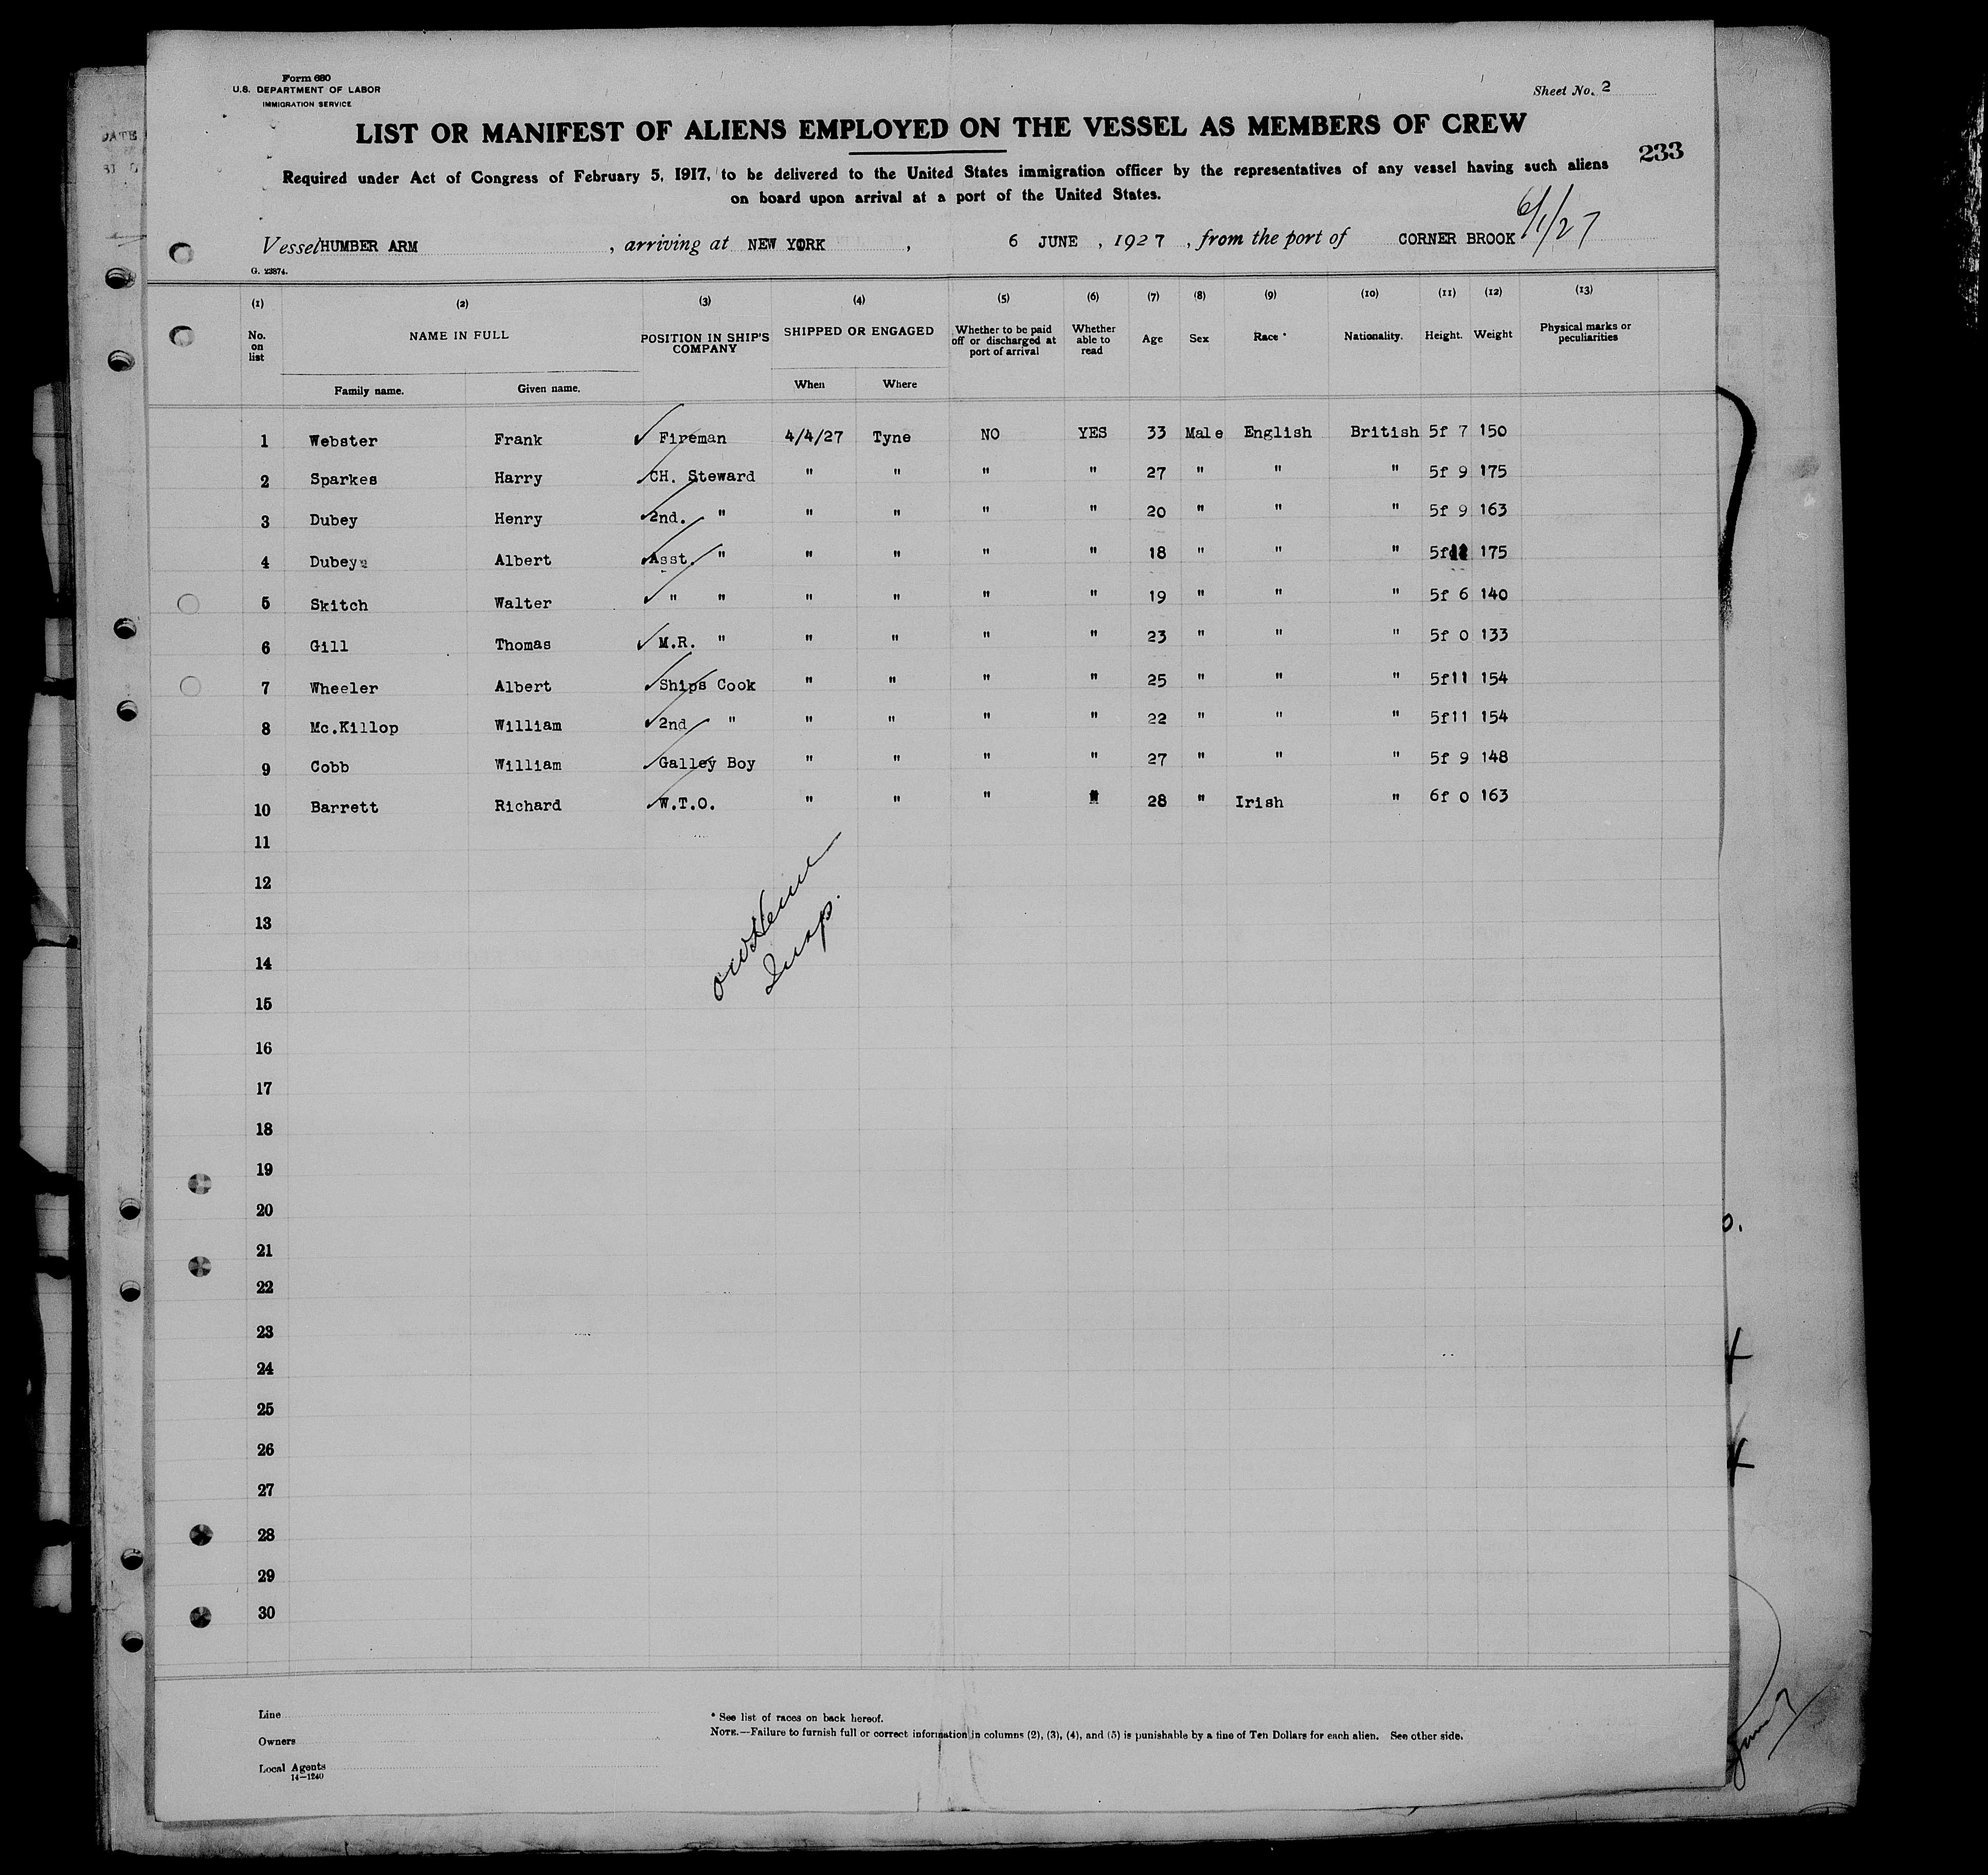 DATE
Form 680
U.S. DEPARTMENT OF LABOR
IMMIGRATION SERVICE
Sheet No. 2
LIST OR MANIFEST OF ALIENS EMPLOYED ON THE VESSEL AS MEMBERS OF CREW
233
Required under Act of Congress of February 5, 1917, to be delivered to the United States immigration officer by the representatives of any vessel having such aliens
on board upon arrival at a port of the United States.
6/1/27
Vessel HUMBER ARM, arriving at NEW YORK, 6 JUNE, 1927, from the port of CORNER BROOK
G. 23874.
(1) (2) (3) (4) (5) (6) (7) (8) (9) (10) (11) (12) (13)
No. on list NAME IN FULL POSITION IN SHIP'S COMPANY SHIPPED OR ENGAGED Whether to be paid off or discharged at port of arrival Whether able to read Age Sex Race * Nationality. Height. Weight Physical marks or peculiarities
Family name. Given name. When Where
1 Webster Frank ✓ Fireman 4/4/27 Tyne NO YES 33 Male English British 5f 7 150
2 Sparkes Harry ✓ CH. Steward " " " " 27 " " " 5f 9 175
3 Dubey Henry ✓ 2nd. " " " " " 20 " " " 5f 9 163
4 Dubey Albert ✓ Asst. " " " " " 18 " " " 5f 175
5 Skitch Walter ✓ " " " " " " 19 " " " 5f 6 140
6 Gill Thomas ✓ M.R. " " " " " 23 " " " 5f 0 133
7 Wheeler Albert ✓ Ships Cook " " " " 25 " " " 5f11 154
8 Mc.Killop William ✓ 2nd " " " " " 22 " " " 5f11 154
9 Cobb William ✓ Galley Boy " " " " 27 " " " 5f 9 148
10 Barrett Richard ✓ W.T.O. " " " " 28 " Irish " 6f 0 163
11
12
13
14
15
16
17
18
19
20
21
22
23
24
25
26
27
28
29
30
Insp.
Line
Owners
Local Agents
14—1240
* See list of races on back hereof.
NOTE.—Failure to furnish full or correct information in columns (2), (3), (4), and (5) is punishable by a fine of Ten Dollars for each alien. See other side.